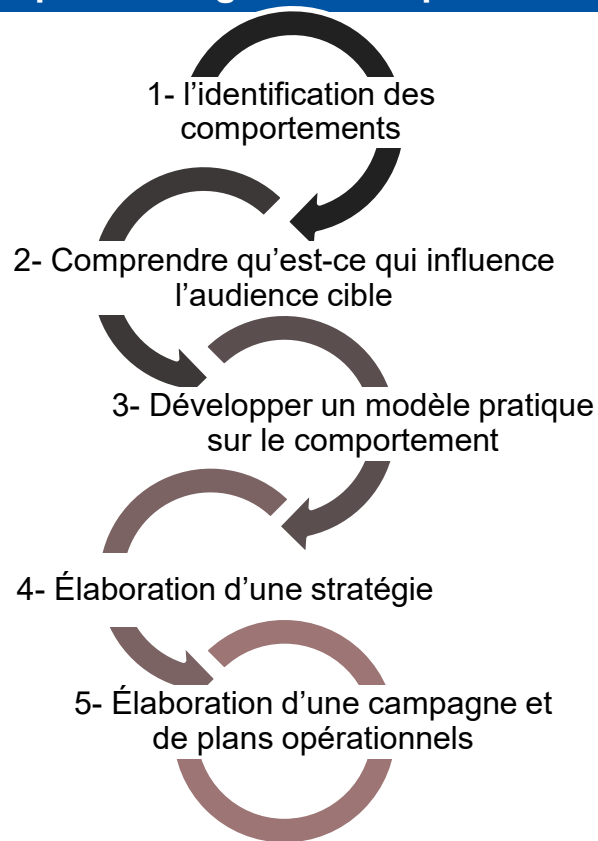 1- l'identification des
comportements
2- Comprendre qu'est-ce qui influence
l'audience cible
3- Développer un modèle pratique
sur le comportement
4- Élaboration d'une stratégie
5- Élaboration d'une campagne et
de plans opérationnels